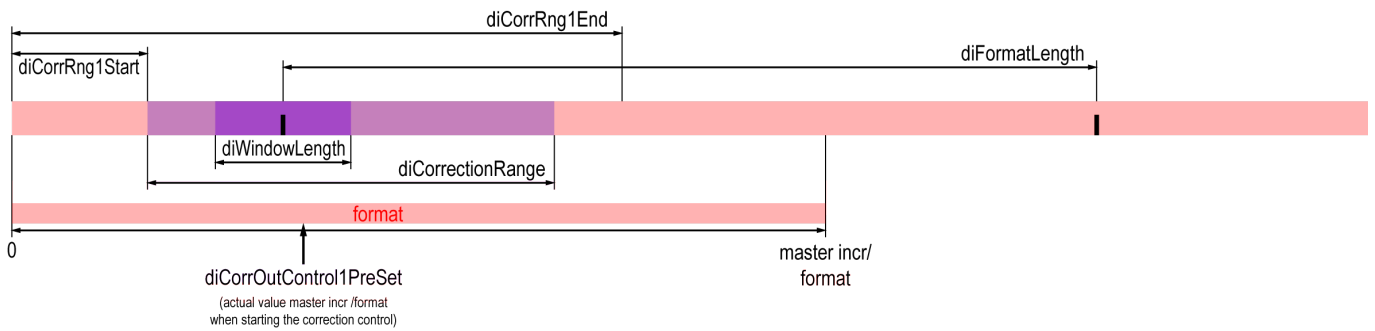 diCorrRng1End
diFormatLength
diCorrRng1Start
diWindowLength
diCorrectionRange
format
0
master incr/
format
diCorrOutControl1PreSet
(actual value master incr /format
when starting the correction control)